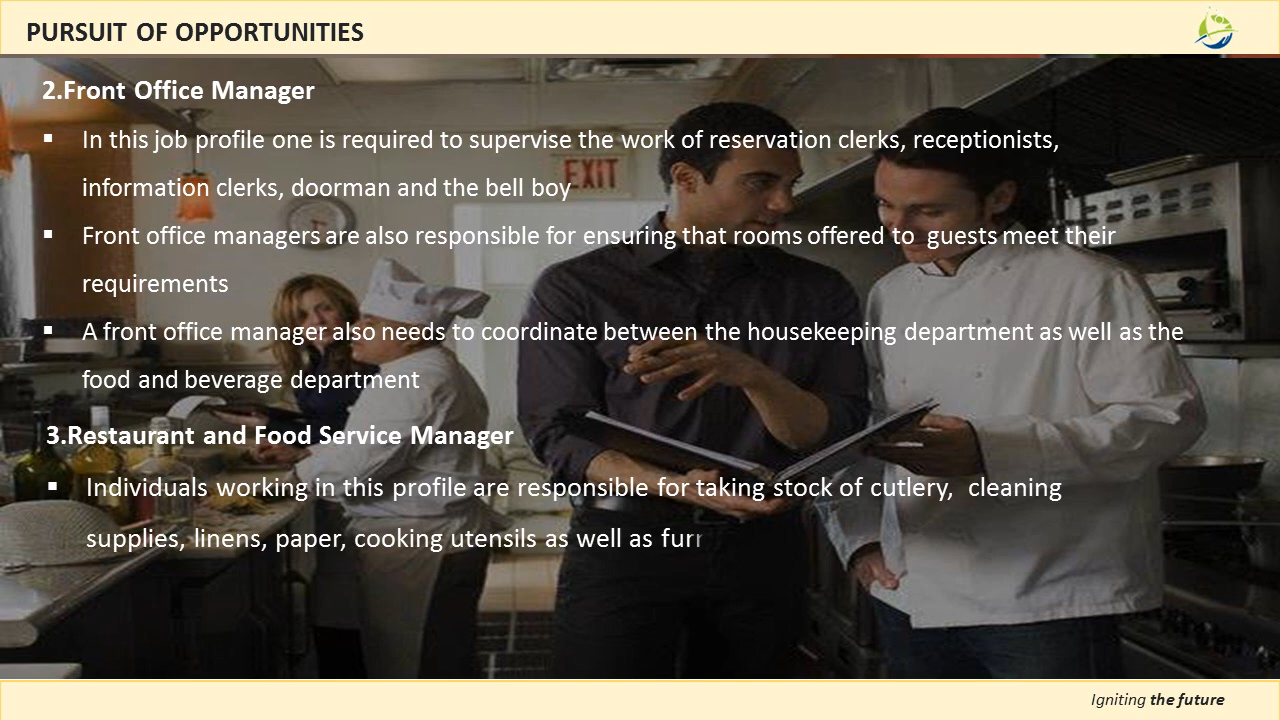 PURSUIT OF OPPORTUNITIES
2.Front Office Manager
▪ In this job profile one is required to supervise the work of reservation clerks, receptionists,
information clerks, doorman and the bell boy
EXIT
▪ Front office managers are also responsible for ensuring that rooms offered to guests meet their
requirements
▪ A front office manager also needs to coordinate between the housekeeping department as well as the
food and beverage department
3.Restaurant and Food Service Manager
▪ Individuals working in this profile are responsible for taking stock of cutlery, cleaning
supplies, linens, paper, cooking utensils as well as
Igniting the future